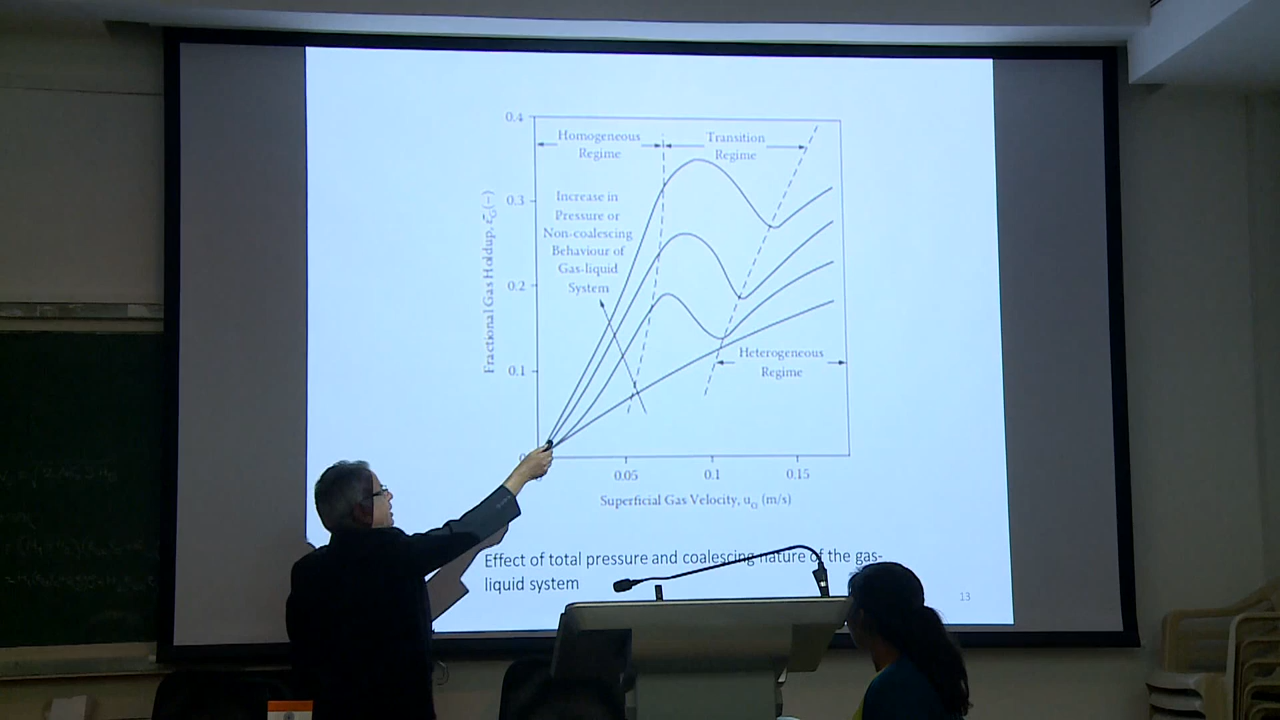 0.4
Homogeneous
Regime
Transition
Regime
0.3
Increase in
Pressure or
Non-coalescing
Behaviour of
Gas-liquid
System
Fractional Gas Holdup, ε̄G(−)
0.2
Heterogeneous
Regime
0.1
0
0.05
0.1
0.15
Superficial Gas Velocity, uG (m/s)
Effect of total pressure and coalescing nature of the gas-
liquid system
13